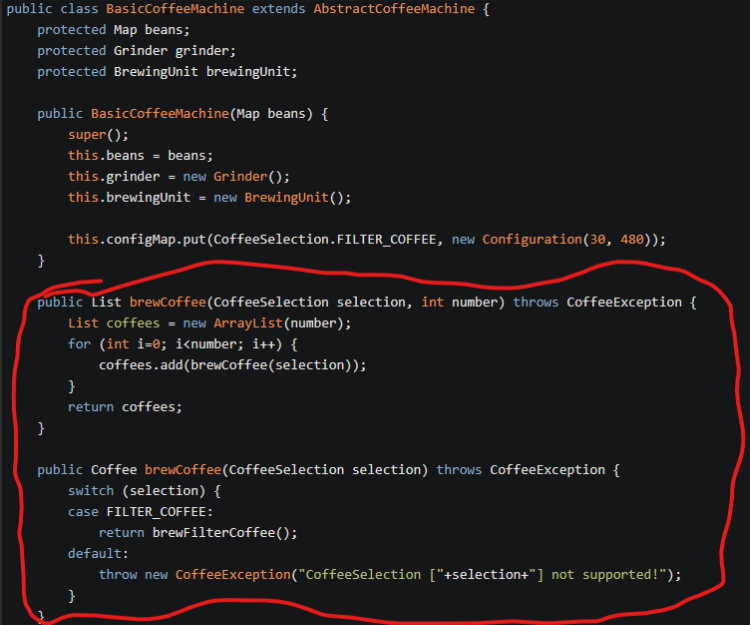 public class BasicCoffeeMachine extends AbstractCoffeeMachine {
    protected Map beans;
    protected Grinder grinder;
    protected BrewingUnit brewingUnit;

    public BasicCoffeeMachine(Map beans) {
        super();
        this.beans = beans;
        this.grinder = new Grinder();
        this.brewingUnit = new BrewingUnit();

        this.configMap.put(CoffeeSelection.FILTER_COFFEE, new Configuration(30, 480));
    }

    public List brewCoffee(CoffeeSelection selection, int number) throws CoffeeException {
        List coffees = new ArrayList(number);
        for (int i=0; i<number; i++) {
            coffees.add(brewCoffee(selection));
        }
        return coffees;
    }

    public Coffee brewCoffee(CoffeeSelection selection) throws CoffeeException {
        switch (selection) {
        case FILTER_COFFEE:
            return brewFilterCoffee();
        default:
            throw new CoffeeException("CoffeeSelection ["+selection+"] not supported!");
        }
    }